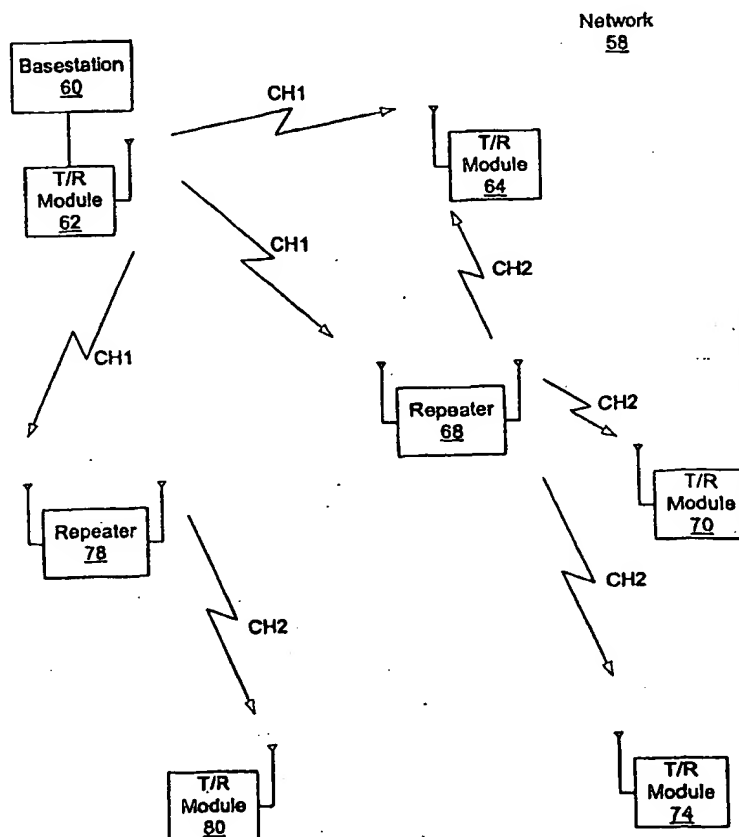 Network
58
Basestation
60
CH1
T/R
Module
62
T/R
Module
64
CH1
CH2
CH1
Repeater
68
CH2
Repeater
78
T/R
Module
70
CH2
CH2
T/R
Module
80
T/R
Module
74